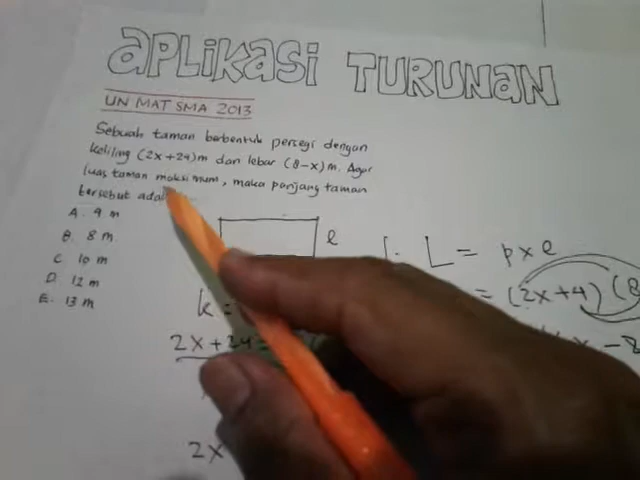 APLIKASI TURUNAN
UN MAT SMA 2013
Sebuah taman berbentuk persegi dengan
keliling (2x+24)m dan lebar (8-x)m. Agar
luas taman maksimum, maka panjang taman
tersebut
A. 9 m
B. 8 m
C. 10 m
D. 12 m
E. 13 m
l
k =
2x+24 =
2x
L = p x l
= (2x+4) (8
- 8